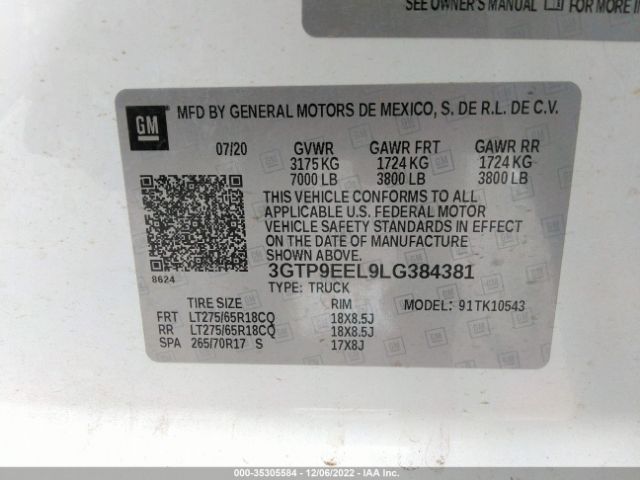 SEE OWNER'S MANUAL FOR MORE
GM
MFD BY GENERAL MOTORS DE MEXICO, S. DE R.L. DE C.V.
07/20 GVWR GAWR FRT GAWR RR
3175 KG 1724 KG 1724 KG
7000 LB 3800 LB 3800 LB
THIS VEHICLE CONFORMS TO ALL
APPLICABLE U.S. FEDERAL MOTOR
VEHICLE SAFETY STANDARDS IN EFFECT
ON THE DATE OF MANUFACTURE
SHOWN ABOVE.
8624
3GTP9EEL9LG384381
TYPE: TRUCK
TIRE SIZE RIM MODEL: 91TK10543
FRT LT275/65R18CQ 18X8.5J
RR LT275/65R18CQ 18X8.5J
SPA 265/70R17 S 17X8J
000-35305584 - 12/06/2022 - IAAI.com